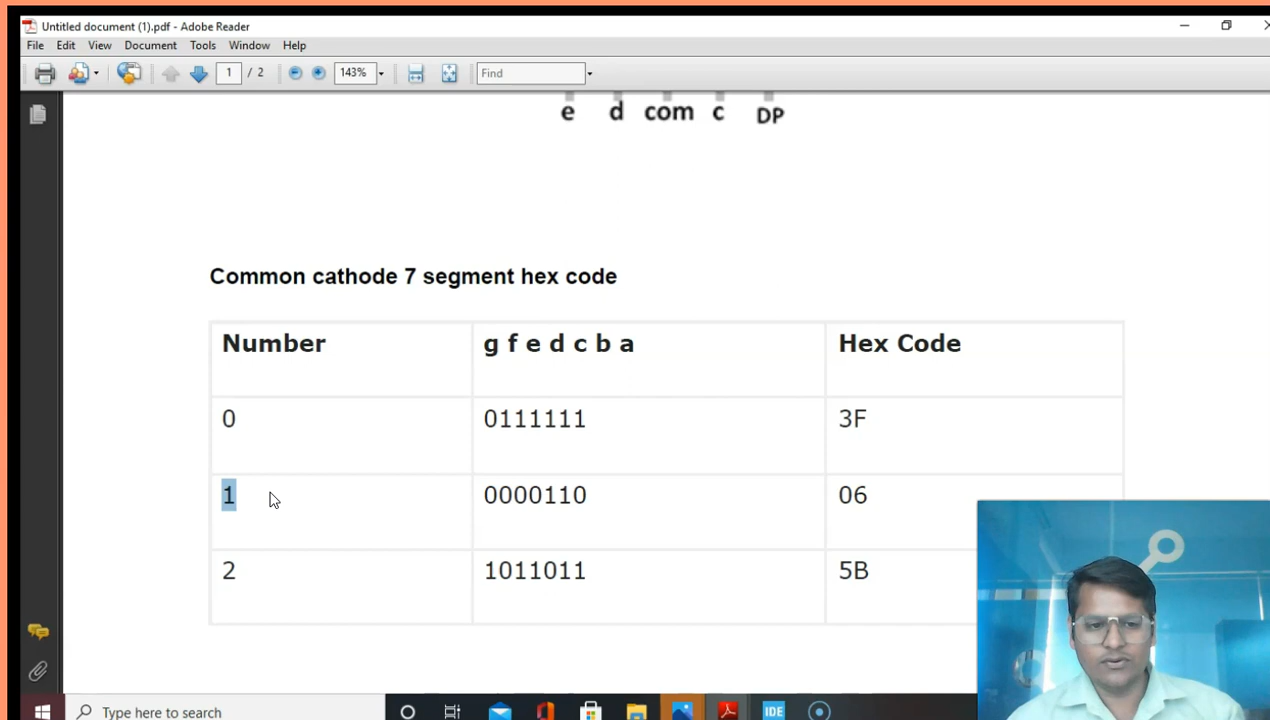 Untitled document (1).pdf - Adobe Reader
File Edit View Document Tools Window Help
1 / 2 143% Find
e d com c DP
Common cathode 7 segment hex code
Number g f e d c b a Hex Code
0 0111111 3F
1 0000110 06
2 1011011 5B
Type here to search IDE